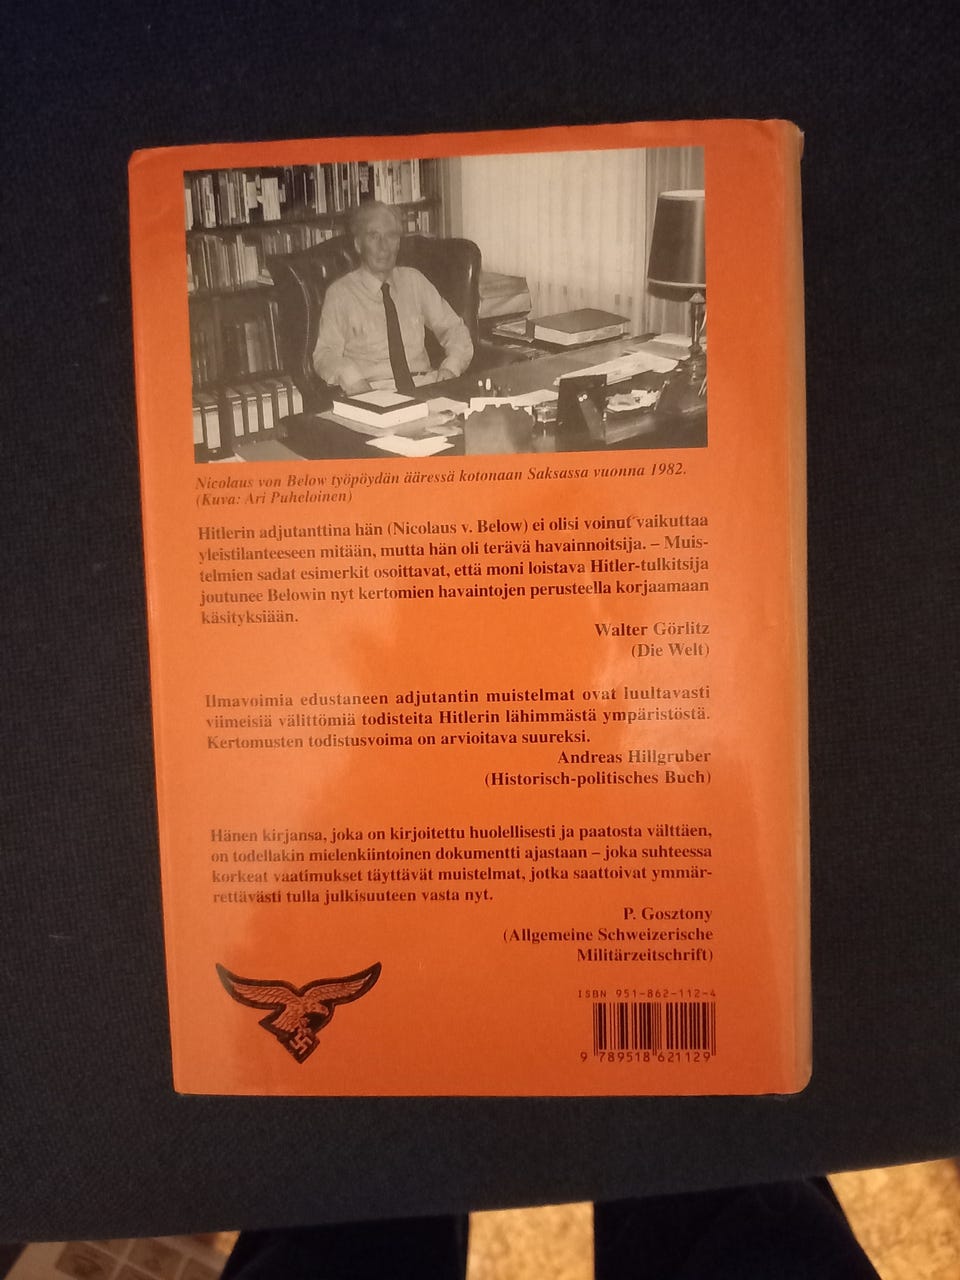 Nicolaus von Below työpöydän ääressä kotonaan Saksassa vuonna 1982.
(Kuva: Ari Puheloinen)
Hitlerin adjutanttina hän (Nicolaus v. Below) ei olisi voinut vaikuttaa
yleistilanteeseen mitään, mutta hän oli terävä havainnoitsija. – Muis-
telmien sadat esimerkit osoittavat, että moni loistava Hitler-tulkitsija
joutunee Belowin nyt kertomien havaintojen perusteella korjaamaan
käsityksiään.
Walter Görlitz
(Die Welt)
Ilmavoimia edustaneen adjutantin muistelmat ovat luultavasti
viimeisiä välittömiä todisteita Hitlerin lähimmästä ympäristöstä.
Kertomusten todistusvoima on arvioitava suureksi.
Andreas Hillgruber
(Historisch-politisches Buch)
Hänen kirjansa, joka on kirjoitettu huolellisesti ja paatosta välttäen,
on todellakin mielenkiintoinen dokumentti ajastaan – joka suhteessa
korkeat vaatimukset täyttävät muistelmat, jotka saattoivat ymmär-
rettävästi tulla julkisuuteen vasta nyt.
P. Gosztony
(Allgemeine Schweizerische
Militärzeitschrift)
ISBN 951-862-112-4
9 789518 621129